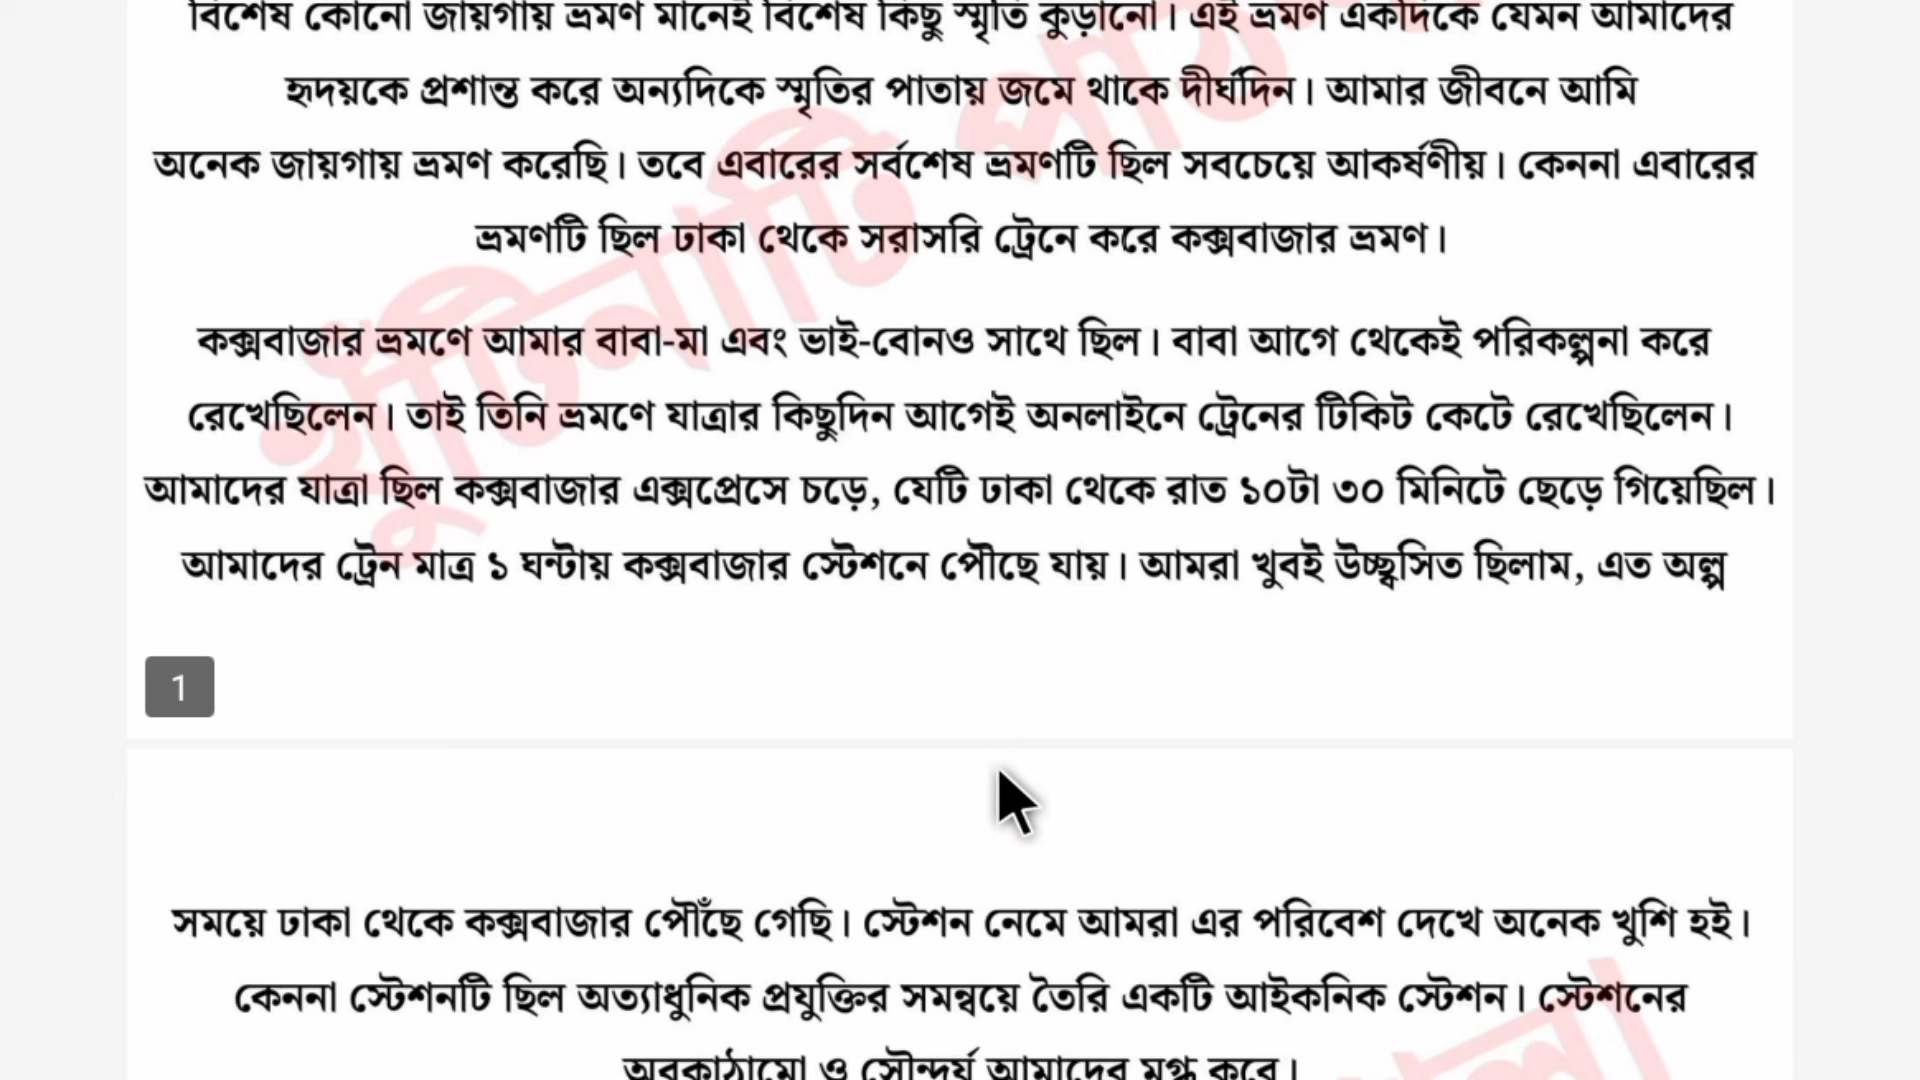 বিশেষ কোনো জায়গায় ভ্রমণ মানেই বিশেষ কিছু স্মৃতি কুড়ানো। এই ভ্রমণ একদিকে যেমন আমাদের
হৃদয়কে প্রশান্ত করে অন্যদিকে স্মৃতির পাতায় জমে থাকে দীর্ঘদিন। আমার জীবনে আমি
অনেক জায়গায় ভ্রমণ করেছি। তবে এবারের সর্বশেষ ভ্রমণটি ছিল সবচেয়ে আকর্ষণীয়। কেননা এবারের
ভ্রমণটি ছিল ঢাকা থেকে সরাসরি ট্রেনে করে কক্সবাজার ভ্রমণ।
কক্সবাজার ভ্রমণে আমার বাবা-মা এবং ভাই-বোনও সাথে ছিল। বাবা আগে থেকেই পরিকল্পনা করে
রেখেছিলেন। তাই তিনি ভ্রমণে যাত্রার কিছুদিন আগেই অনলাইনে ট্রেনের টিকিট কেটে রেখেছিলেন।
আমাদের যাত্রা ছিল কক্সবাজার এক্সপ্রেসে চড়ে, যেটি ঢাকা থেকে রাত ১০টা ৩০ মিনিটে ছেড়ে গিয়েছিল।
আমাদের ট্রেন মাত্র ১ ঘন্টায় কক্সবাজার স্টেশনে পৌছে যায়। আমরা খুবই উচ্ছ্বসিত ছিলাম, এত অল্প
1
সময়ে ঢাকা থেকে কক্সবাজার পৌঁছে গেছি। স্টেশন নেমে আমরা এর পরিবেশ দেখে অনেক খুশি হই।
কেননা স্টেশনটি ছিল অত্যাধুনিক প্রযুক্তির সমন্বয়ে তৈরি একটি আইকনিক স্টেশন। স্টেশনের
অবকাঠামো ও সৌন্দর্য আমাদের মুগ্ধ করে।
খুঁটিনাটি